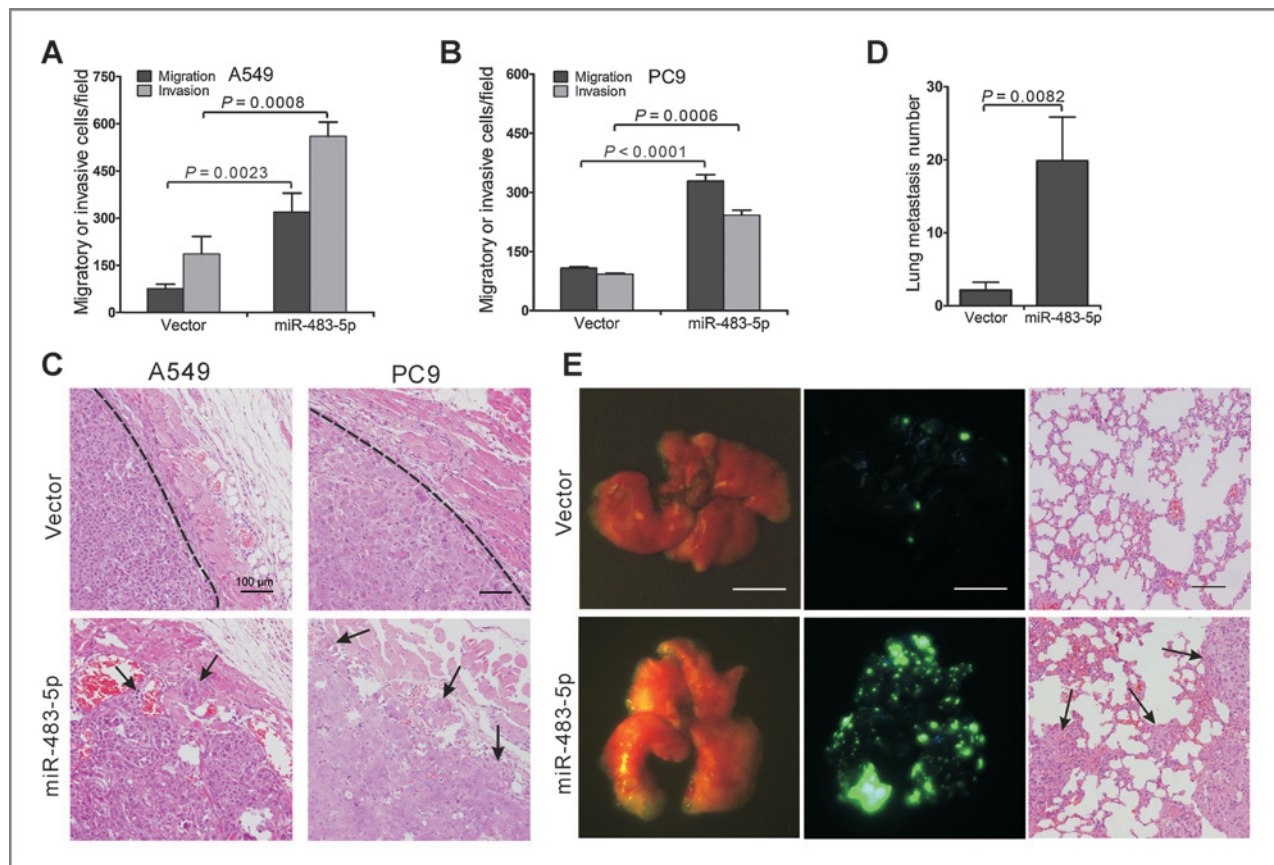 A
A549
Migration
Invasion
Migratory or invasive cells/field
750
600
450
300
150
0
P = 0.0008
P = 0.0023
Vector
miR-483-5p
B
PC9
Migration
Invasion
Migratory or invasive cells/field
600
450
300
150
0
P = 0.0006
P < 0.0001
Vector
miR-483-5p
D
Lung metastasis number
30
20
10
0
P = 0.0082
Vector
miR-483-5p
C
A549
PC9
Vector
100 μm
miR-483-5p
E
Vector
miR-483-5p